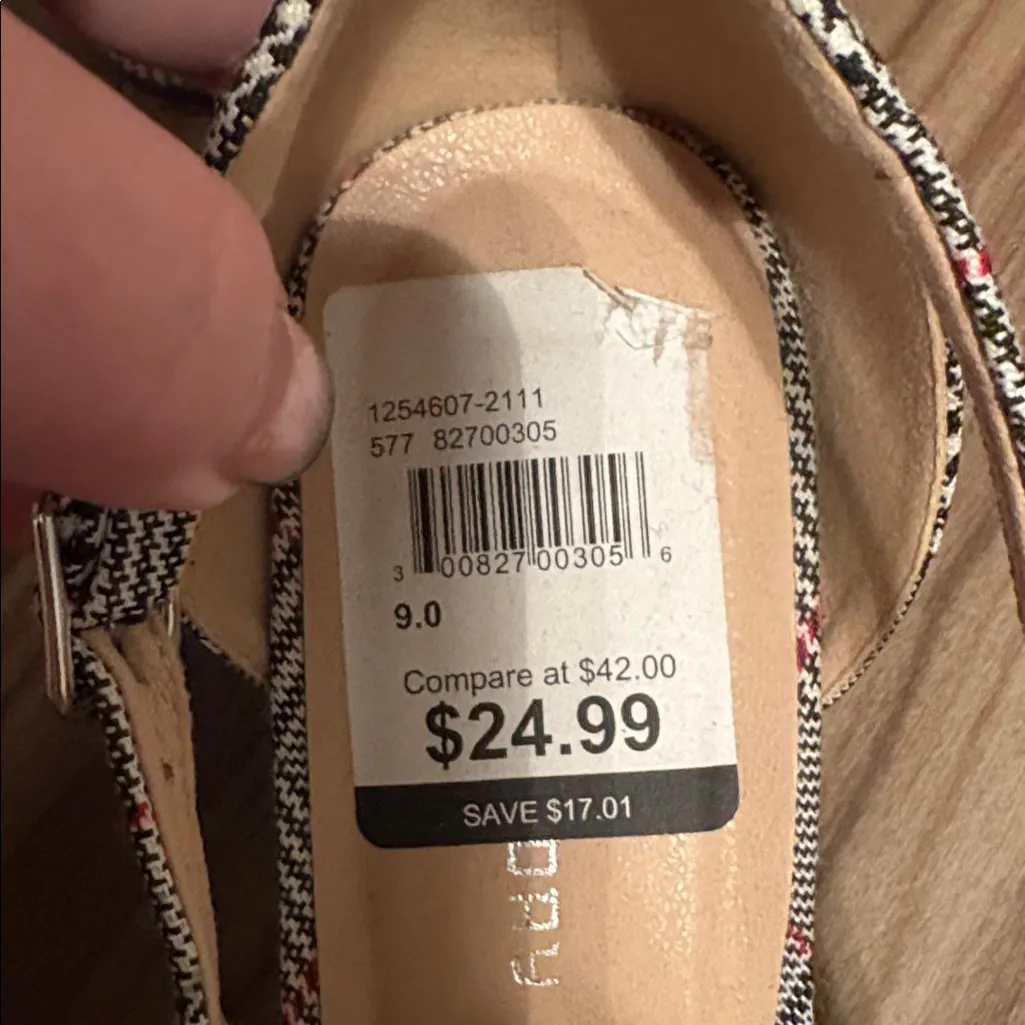 1254607-2111
577 82700305
3 00827 00305 6
9.0
Compare at $42.00
$24.99
SAVE $17.01